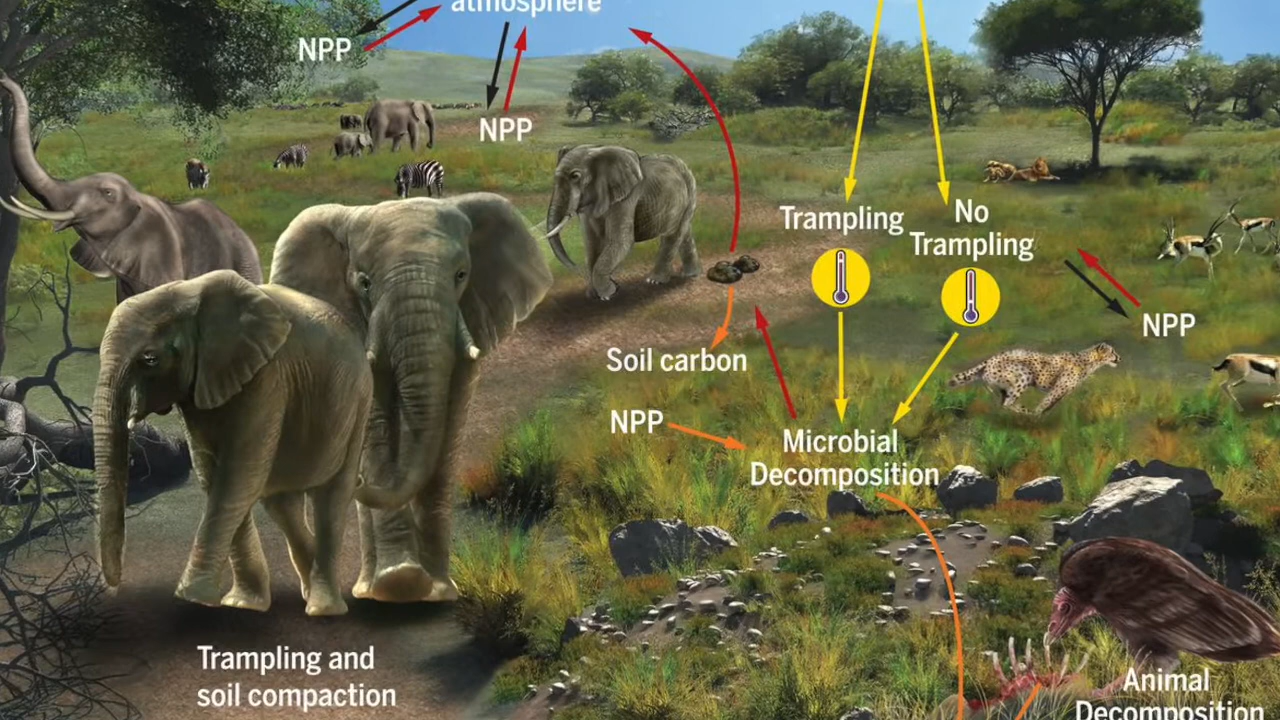 atmosphere
NPP
NPP
Trampling
No
Trampling
NPP
Soil carbon
NPP
Microbial
Decomposition
Trampling and
soil compaction
Animal
Decomposition